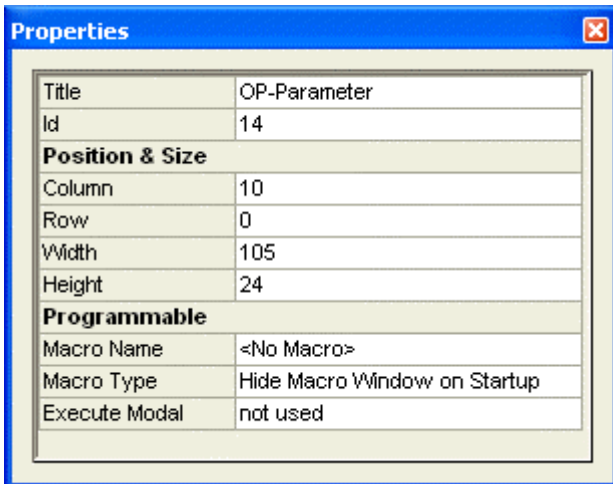 Properties
Title OP-Parameter
Id 14
Position & Size
Column 10
Row 0
Width 105
Height 24
Programmable
Macro Name <No Macro>
Macro Type Hide Macro Window on Startup
Execute Modal not used